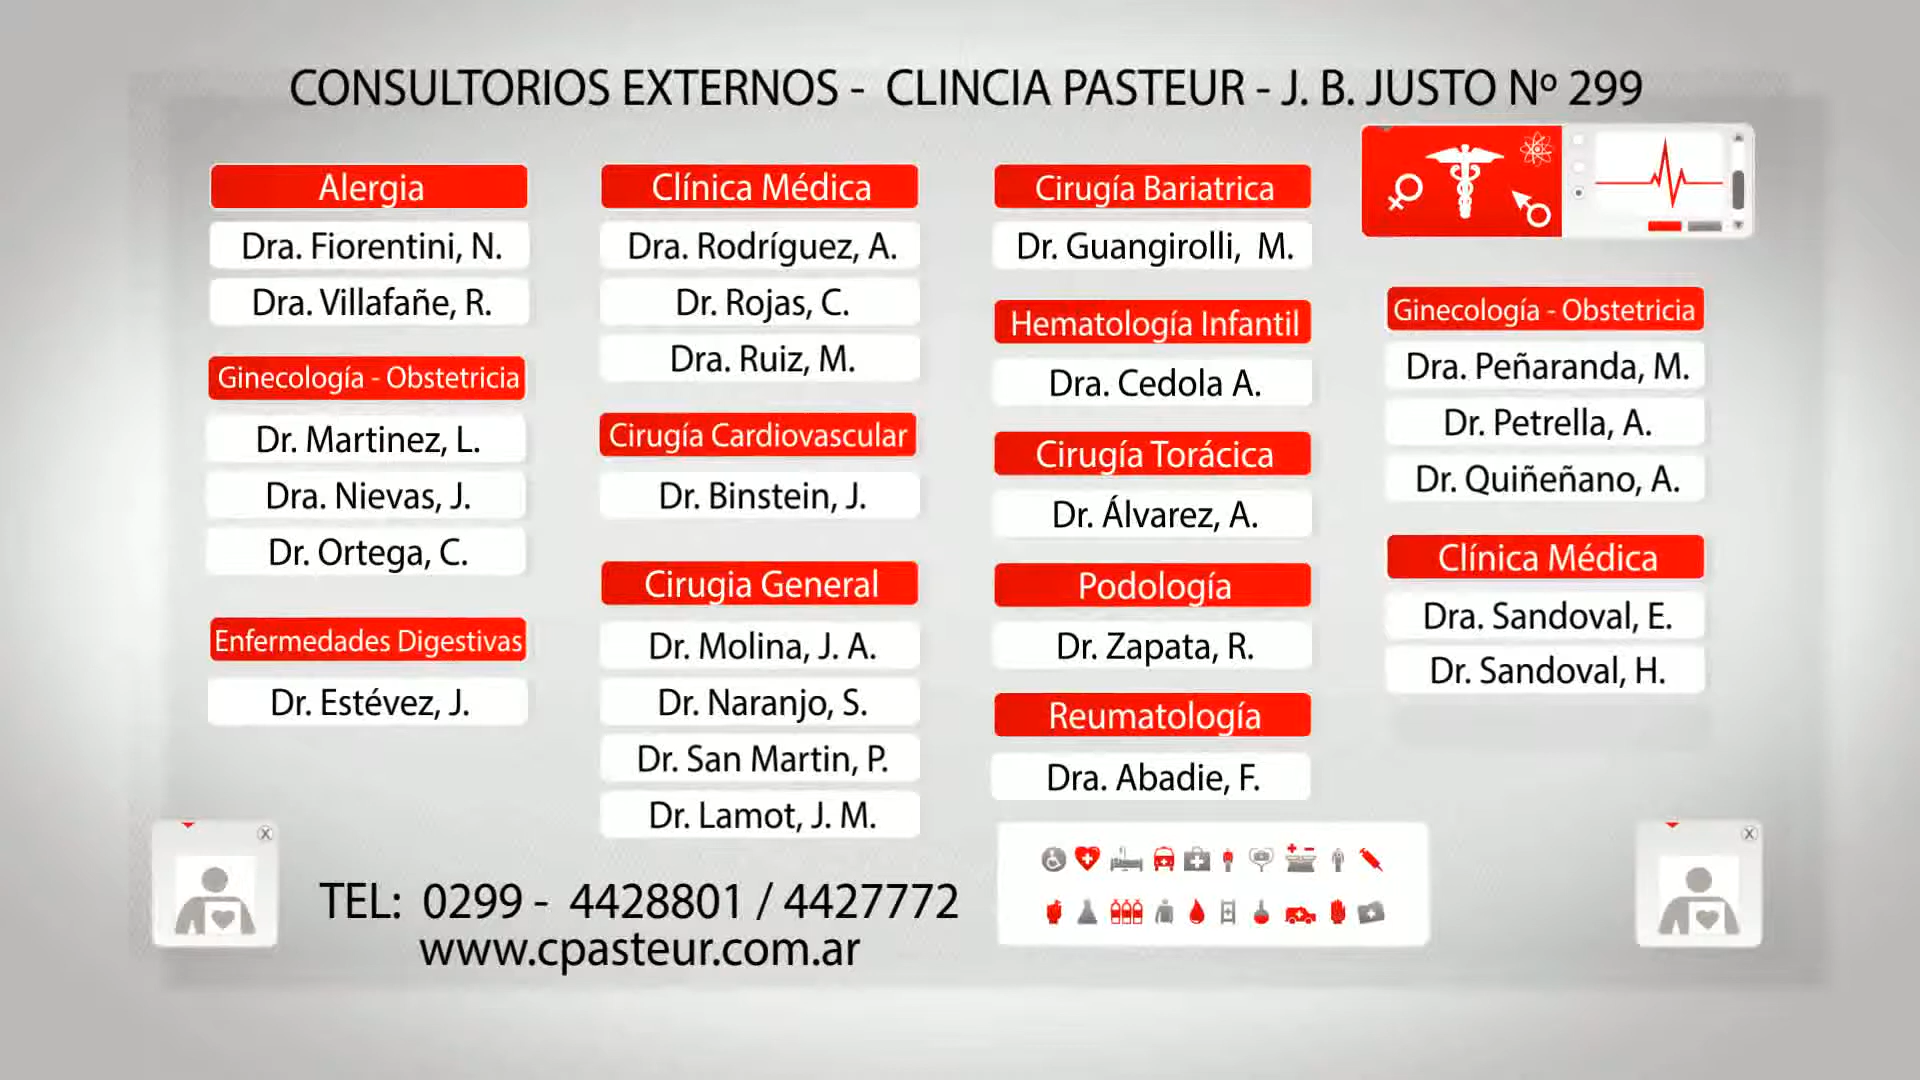 CONSULTORIOS EXTERNOS - CLINCIA PASTEUR - J. B. JUSTO Nº 299
Alergia
Dra. Fiorentini, N.
Dra. Villafañe, R.
Ginecología - Obstetricia
Dr. Martinez, L.
Dra. Nievas, J.
Dr. Ortega, C.
Enfermedades Digestivas
Dr. Estévez, J.
Clínica Médica
Dra. Rodríguez, A.
Dr. Rojas, C.
Dra. Ruiz, M.
Cirugía Cardiovascular
Dr. Binstein, J.
Cirugia General
Dr. Molina, J. A.
Dr. Naranjo, S.
Dr. San Martin, P.
Dr. Lamot, J. M.
Cirugía Bariatrica
Dr. Guangirolli, M.
Hematología Infantil
Dra. Cedola A.
Cirugía Torácica
Dr. Álvarez, A.
Podología
Dr. Zapata, R.
Reumatología
Dra. Abadie, F.
Ginecología - Obstetricia
Dra. Peñaranda, M.
Dr. Petrella, A.
Dr. Quiñeñano, A.
Clínica Médica
Dra. Sandoval, E.
Dr. Sandoval, H.
TEL: 0299 - 4428801 / 4427772
www.cpasteur.com.ar